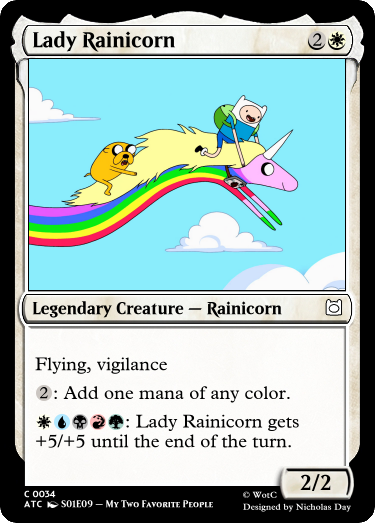 Lady Rainicorn 2
Legendary Creature — Rainicorn
Flying, vigilance
2: Add one mana of any color.
: Lady Rainicorn gets
+5/+5 until the end of the turn.
2/2
C 0034
ATC S01E09 – My Two Favorite People
© WotC
Designed by Nicholas Day